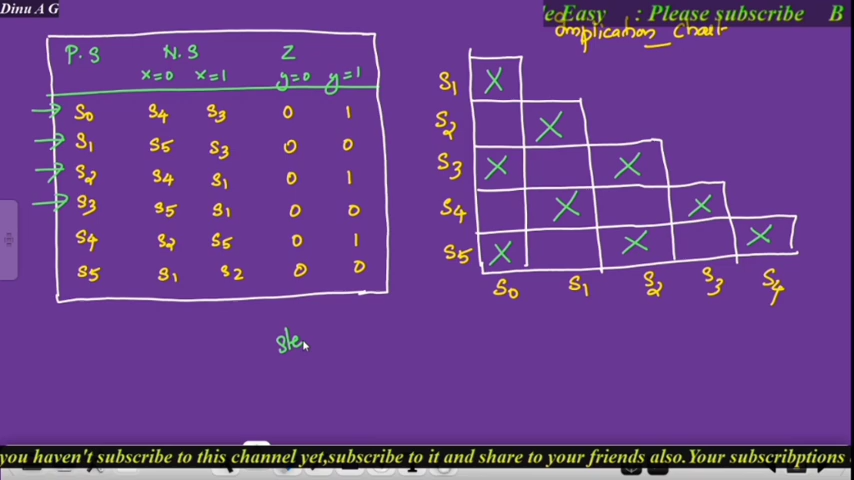 Dinu A G
e Easy : Please subscribe B
Implication Chart
P.S N.S Z
x=0 x=1 y=0 y=1
S0 S4 S3 0 1
S1 S5 S3 0 0
S2 S4 S1 0 1
S3 S5 S1 0 0
S4 S2 S5 0 1
S5 S1 S2 0 0
S1 X
S2 X
S3 X X
S4 X X
S5 X X X
S0 S1 S2 S3 S4
Ste
you haven't subscribe to this channel yet,subscribe to it and share to your friends also.Your subscribptions